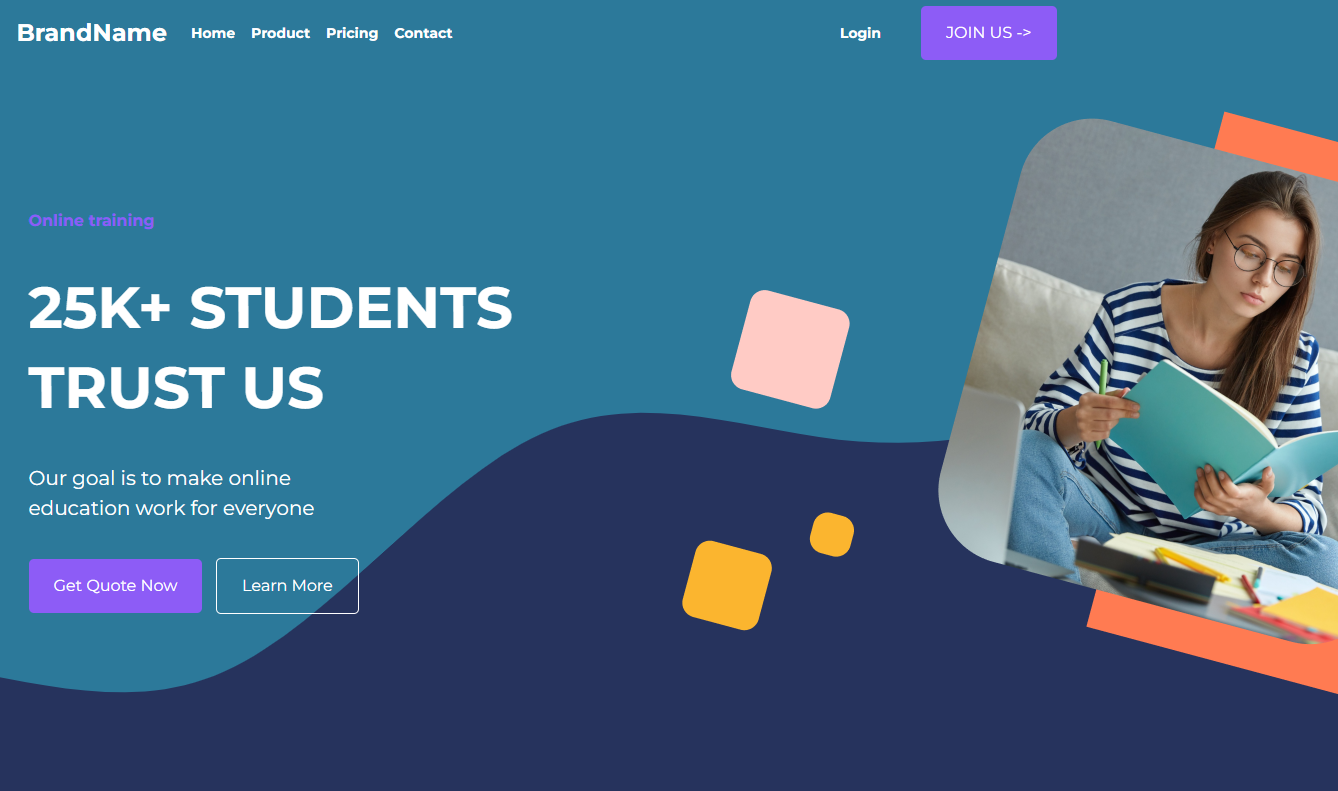 BrandName Home Product Pricing Contact Login JOIN US ->
Online training
25K+ STUDENTS
TRUST US
Our goal is to make online
education work for everyone
Get Quote Now Learn More